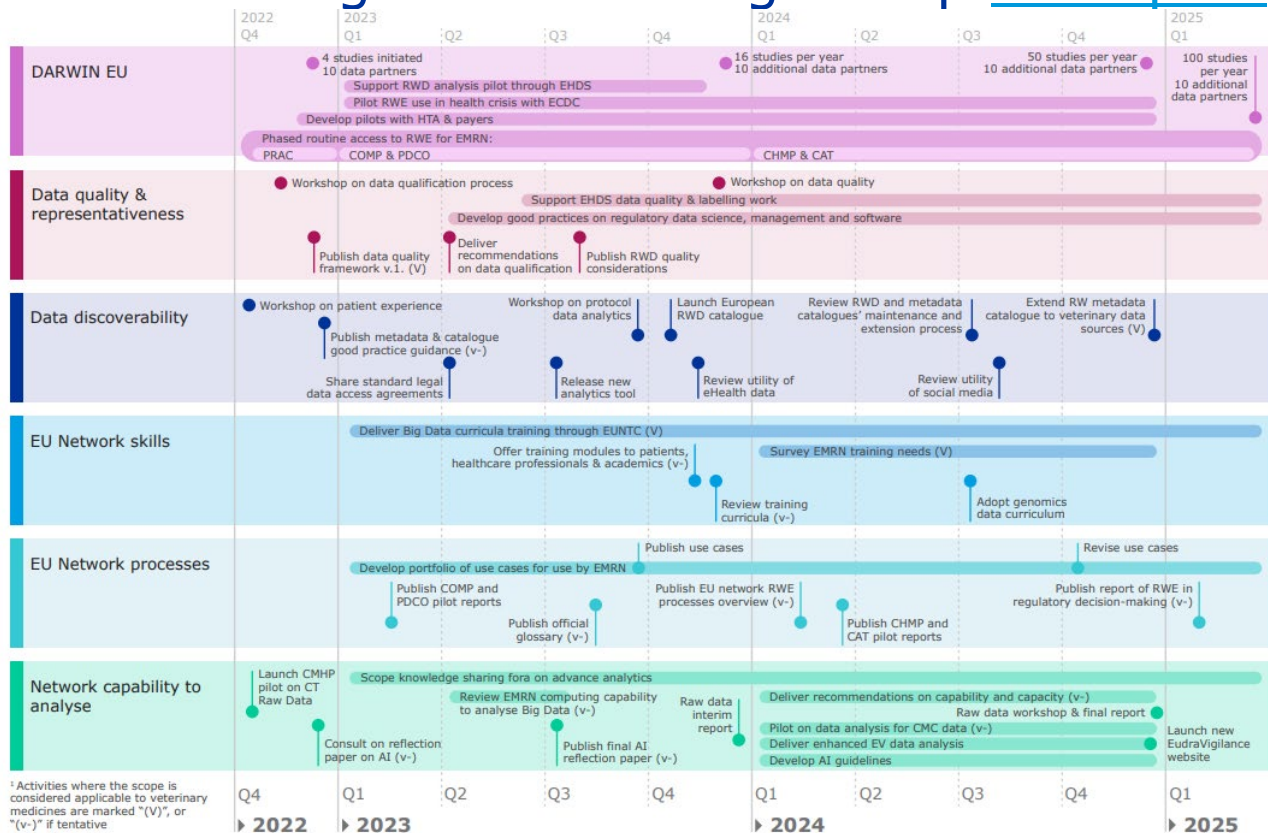 2022
2023
2024
2025
Q4
Q1
Q2
Q3
Q4
Q1
Q2
Q3
Q4
Q1
DARWIN EU
4 studies initiated
10 data partners
16 studies per year
10 additional data partners
50 studies per year
10 additional data partners
100 studies
per year
10 additional
data partners
Support RWD analysis pilot through EHDS
Pilot RWE use in health crisis with ECDC
Develop pilots with HTA & payers
Phased routine access to RWE for EMRN:
PRAC
COMP & PDCO
CHMP & CAT
Data quality &
representativeness
Workshop on data qualification process
Workshop on data quality
Support EHDS data quality & labelling work
Develop good practices on regulatory data science, management and software
Publish data quality
framework v.1. (V)
Deliver
recommendations
on data qualification
Publish RWD quality
considerations
Data discoverability
Workshop on patient experience
Publish metadata & catalogue
good practice guidance (v-)
Share standard legal
data access agreements
Workshop on protocol
data analytics
Release new
analytics tool
Launch European
RWD catalogue
Review utility of
eHealth data
Review RWD and metadata
catalogues' maintenance and
extension process
Review utility
of social media
Extend RW metadata
catalogue to veterinary data
sources (V)
EU Network skills
Deliver Big Data curricula training through EUNTC (V)
Offer training modules to patients,
healthcare professionals & academics (v-)
Survey EMRN training needs (V)
Review training
curricula (v-)
Adopt genomics
data curriculum
EU Network processes
Publish use cases
Revise use cases
Develop portfolio of use cases for use by EMRN
Publish COMP and
PDCO pilot reports
Publish official
glossary (v-)
Publish EU network RWE
processes overview (v-)
Publish CHMP and
CAT pilot reports
Publish report of RWE in
regulatory decision-making (v-)
Network capability to
analyse
Launch CMHP
pilot on CT
Raw Data
Scope knowledge sharing fora on advance analytics
Review EMRN computing capability
to analyse Big Data (v-)
Consult on reflection
paper on AI (v-)
Publish final AI
reflection paper (v-)
Raw data
interim
report
Deliver recommendations on capability and capacity (v-)
Raw data workshop & final report
Pilot on data analysis for CMC data (v-)
Deliver enhanced EV data analysis
Develop AI guidelines
Launch new
EudraVigilance
website
¹ Activities where the scope is
considered applicable to veterinary
medicines are marked "(V)", or
"(v-)" if tentative
Q4
Q1
Q2
Q3
Q4
Q1
Q2
Q3
Q4
Q1
2022
2023
2024
2025